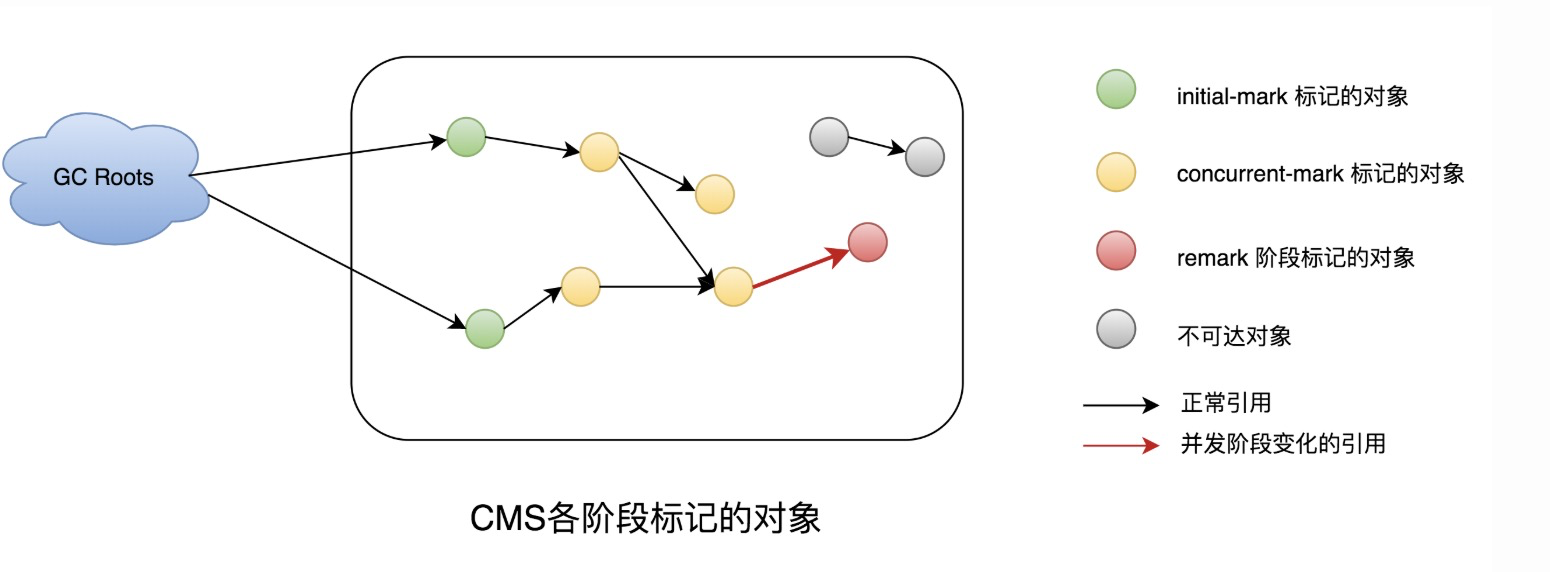 GC Roots
initial-mark 标记的对象
concurrent-mark 标记的对象
remark 阶段标记的对象
不可达对象
正常引用
并发阶段变化的引用
CMS各阶段标记的对象